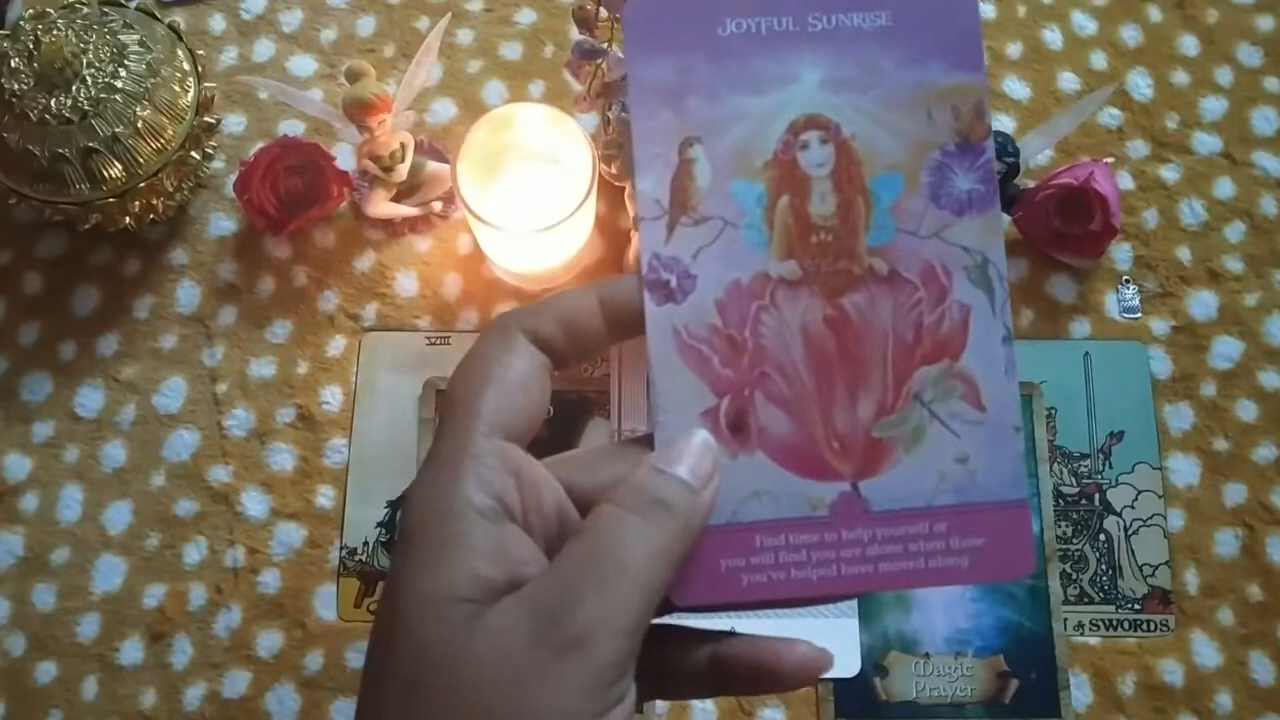 JOYFUL SUNRISE
VIII
Find time to help yourself or
you will find you are alone when those
you've helped have moved along
of SWORDS.
Magic
Prayer